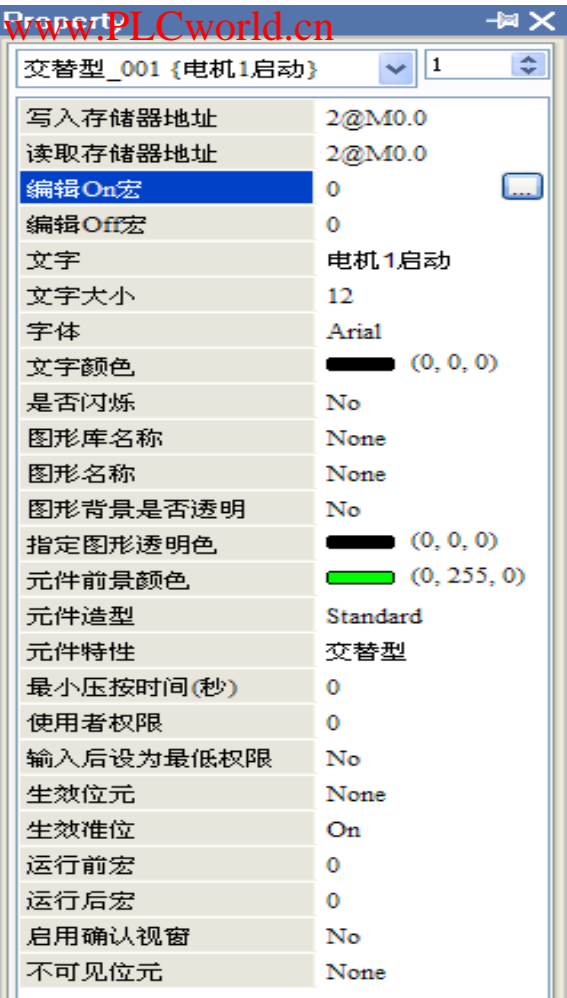 Property
www.PLCworld.cn
交替型_001 {电机1启动} 1
写入存储器地址 2@M0.0
读取存储器地址 2@M0.0
编辑On宏 0 ...
编辑Off宏 0
文字 电机1启动
文字大小 12
字体 Arial
文字颜色 (0, 0, 0)
是否闪烁 No
图形库名称 None
图形名称 None
图形背景是否透明 No
指定图形透明色 (0, 0, 0)
元件前景颜色 (0, 255, 0)
元件造型 Standard
元件特性 交替型
最小压按时间(秒) 0
使用者权限 0
输入后设为最低权限 No
生效位元 None
生效准位 On
运行前宏 0
运行后宏 0
启用确认视窗 No
不可见位元 None